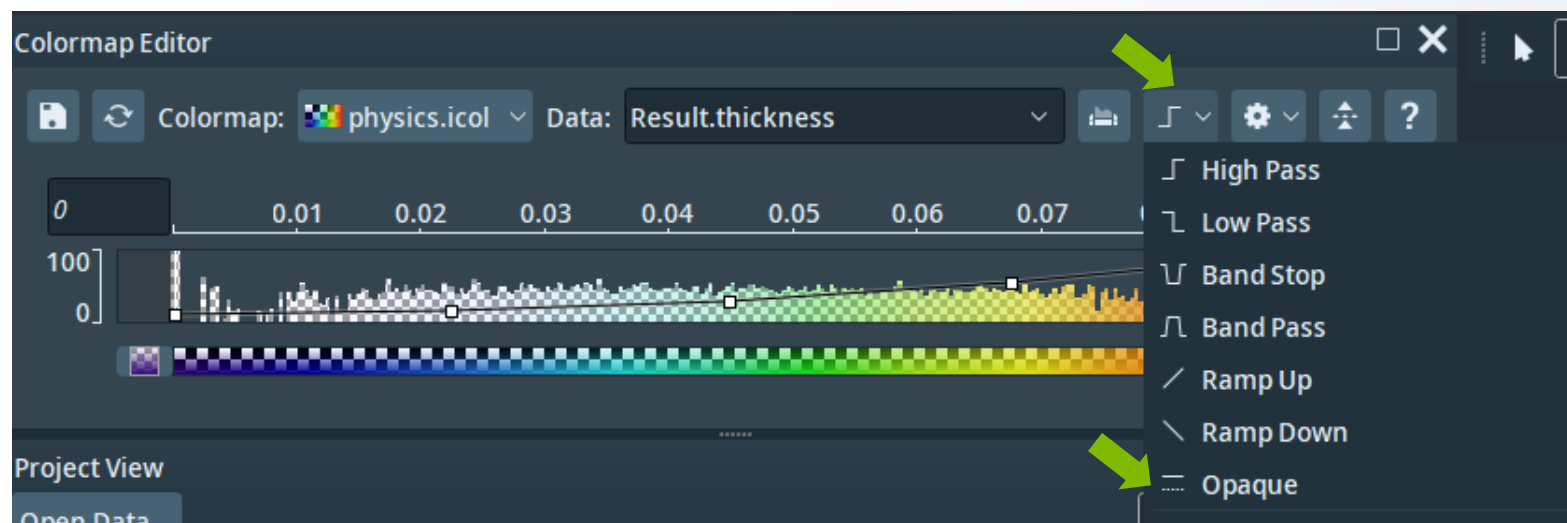 Colormap Editor
Colormap: physics.icol Data: Result.thickness ?
0 0.01 0.02 0.03 0.04 0.05 0.06 0.07
100
0
High Pass
Low Pass
Band Stop
Band Pass
Ramp Up
Ramp Down
Opaque
Project View
Open Data